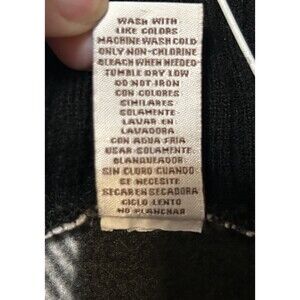 WASH WITH
LIKE COLORS
MACHINE WASH COLD
ONLY NON-CHLORINE
BLEACH WHEN NEEDED
TUMBLE DRY LOW
DO NOT IRON
CON COLORES
SIMILARES
SOLAMENTE
LAVAR EN
LAVADORA
CON AGUA FRIA
USAR SOLAMENTE
BLANQUEADOR
SIN CLORO CUANDO
SE NECESITE
SECAR EN SECADORA
CICLO LENTO
NO PLANCHAR